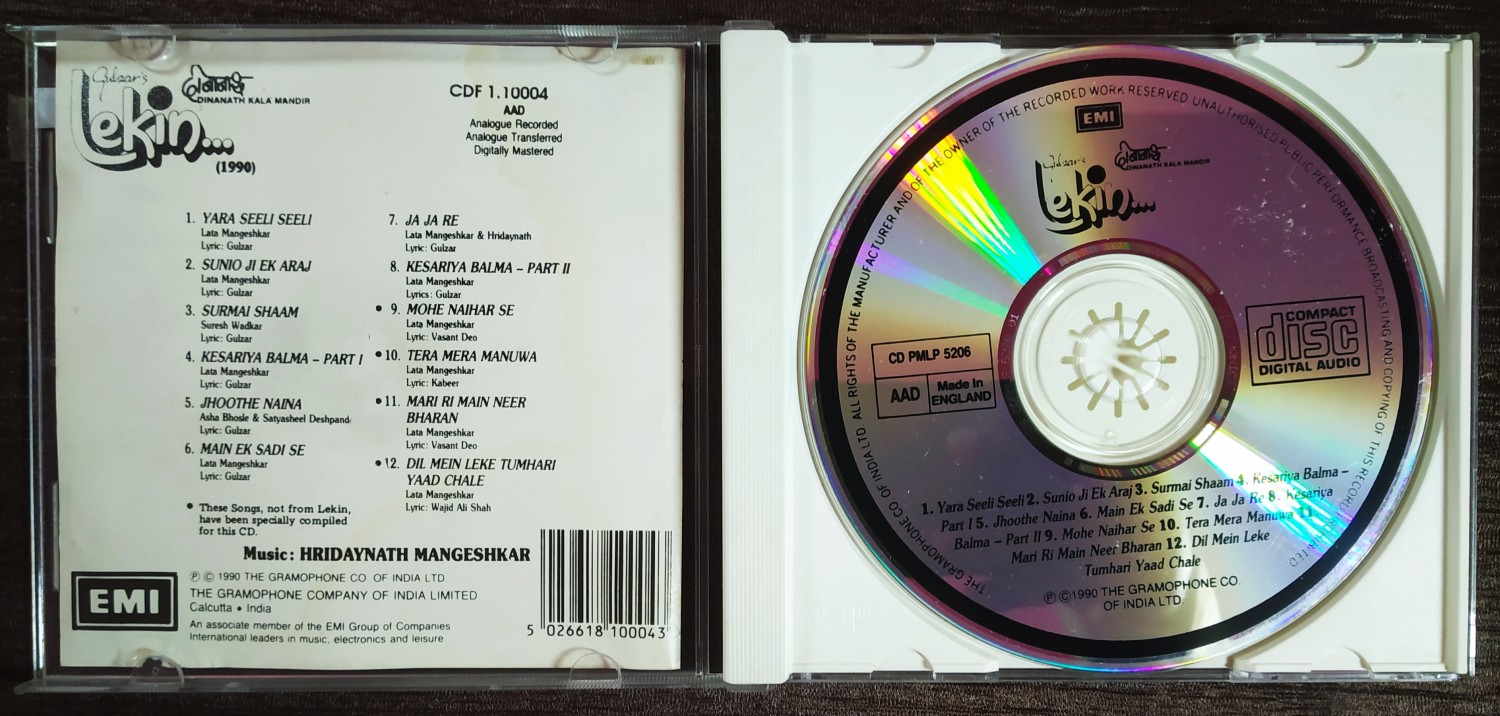 Gulzar's
Lekin...
दीनानाथ
DINANATH KALA MANDIR
(1990)
CDF 1.10004
AAD
Analogue Recorded
Analogue Transferred
Digitally Mastered
1. YARA SEELI SEELI
Lata Mangeshkar
Lyric: Gulzar
2. SUNIO JI EK ARAJ
Lata Mangeshkar
Lyric: Gulzar
3. SURMAI SHAAM
Suresh Wadkar
Lyric: Gulzar
4. KESARIYA BALMA – PART I
Lata Mangeshkar
Lyric: Gulzar
5. JHOOTHE NAINA
Asha Bhosle & Satyasheel Deshpand
Lyric: Gulzar
6. MAIN EK SADI SE
Lata Mangeshkar
Lyric: Gulzar
• These Songs, not from Lekin,
have been specially compiled
for this CD.
7. JA JA RE
Lata Mangeshkar & Hridaynath
Lyric: Gulzar
8. KESARIYA BALMA – PART II
Lata Mangeshkar
Lyrics: Gulzar
• 9. MOHE NAIHAR SE
Lata Mangeshkar
Lyric: Vasant Deo
• 10. TERA MERA MANUWA
Lata Mangeshkar
Lyric: Kabeer
• 11. MARI RI MAIN NEER
BHARAN
Lata Mangeshkar
Lyric: Vasant Deo
• 12. DIL MEIN LEKE TUMHARI
YAAD CHALE
Lata Mangeshkar
Lyric: Wajid Ali Shah
Music: HRIDAYNATH MANGESHKAR
EMI
℗ © 1990 THE GRAMOPHONE CO. OF INDIA LTD
THE GRAMOPHONE COMPANY OF INDIA LIMITED
Calcutta • India
An associate member of the EMI Group of Companies
International leaders in music, electronics and leisure
5 026618 100043
THE GRAMOPHONE CO. OF INDIA LTD. ALL RIGHTS OF THE MANUFACTURER AND OF THE OWNER OF THE RECORDED WORK RESERVED. UNAUTHORISED PUBLIC PERFORMANCE BROADCASTING AND COPYING OF THIS RECORD
EMI
Gulzar's
Lekin...
दीनानाथ
DINANATH KALA MANDIR
CD PMLP 5206
AAD
Made In
ENGLAND
COMPACT
disc
DIGITAL AUDIO
1. Yara Seeli Seeli 2. Sunio Ji Ek Araj 3. Surmai Shaam 4. Kesariya Balma –
Part I 5. Jhoothe Naina 6. Main Ek Sadi Se 7. Ja Ja Re 8. Kesariya
Balma – Part II 9. Mohe Naihar Se 10. Tera Mera Manuwa 11.
Mari Ri Main Neer Bharan 12. Dil Mein Leke
Tumhari Yaad Chale
℗ © 1990 THE GRAMOPHONE CO.
OF INDIA LTD.